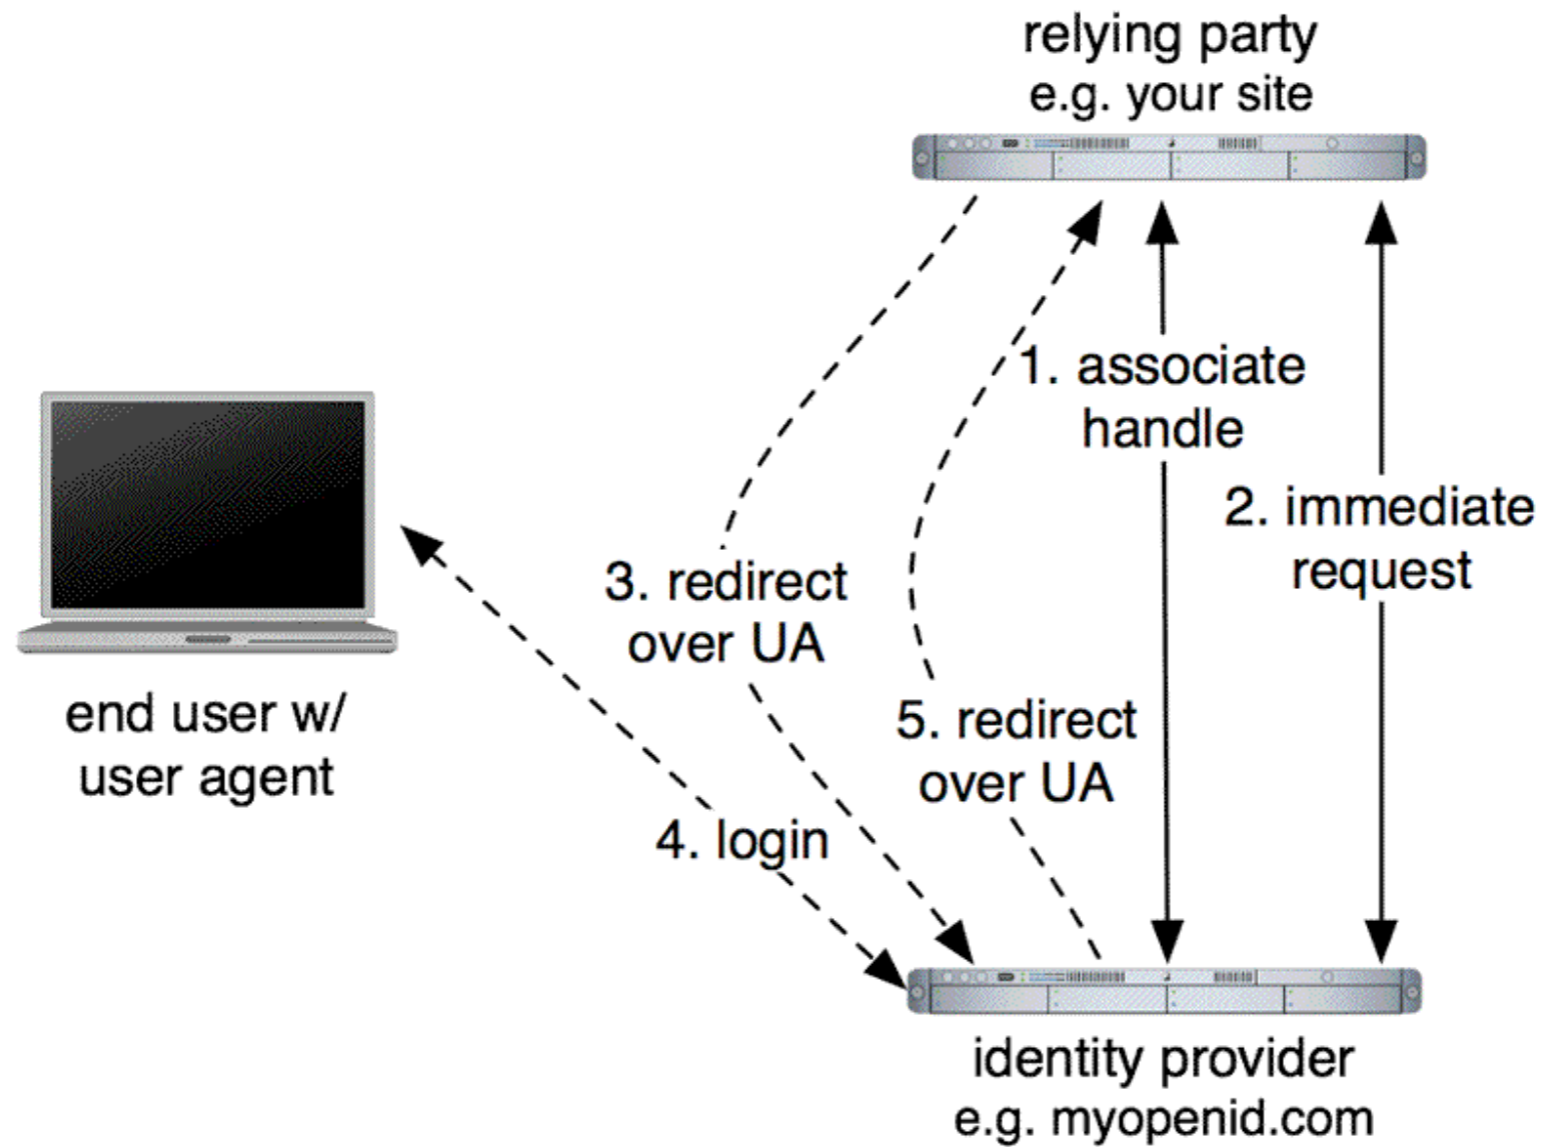 relying party
e.g. your site
1. associate
handle
2. immediate
request
3. redirect
over UA
end user w/
user agent
5. redirect
over UA
4. login
identity provider
e.g. myopenid.com